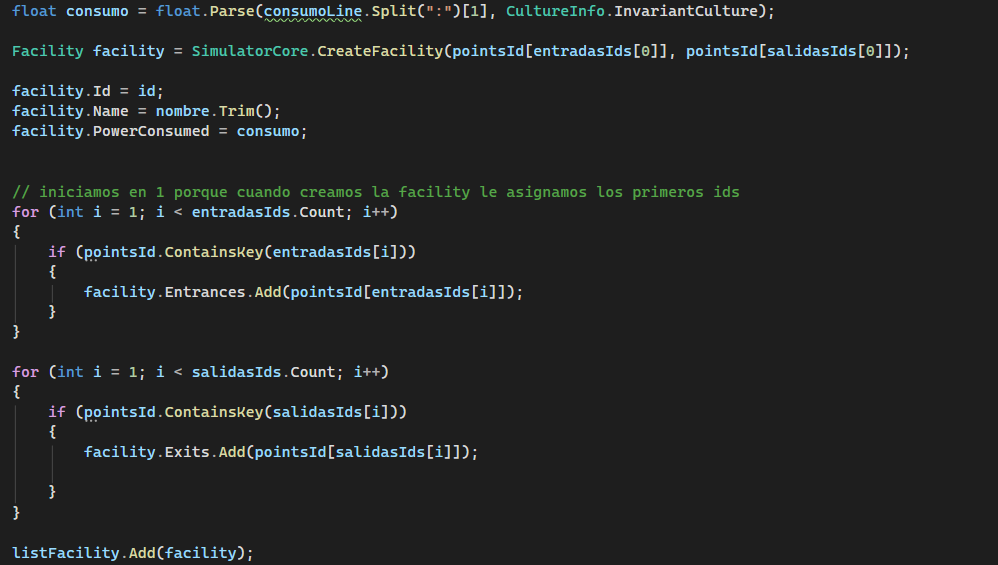 float consumo = float.Parse(consumoLine.Split(":")[1], CultureInfo.InvariantCulture);
Facility facility = SimulatorCore.CreateFacility(pointsId[entradasIds[0]], pointsId[salidasIds[0]]);
facility.Id = id;
facility.Name = nombre.Trim();
facility.PowerConsumed = consumo;
// iniciamos en 1 porque cuando creamos la facility le asignamos los primeros ids
for (int i = 1; i < entradasIds.Count; i++)
{
if (pointsId.ContainsKey(entradasIds[i]))
{
facility.Entrances.Add(pointsId[entradasIds[i]]);
}
}
for (int i = 1; i < salidasIds.Count; i++)
{
if (pointsId.ContainsKey(salidasIds[i]))
{
facility.Exits.Add(pointsId[salidasIds[i]]);
}
}
listFacility.Add(facility);